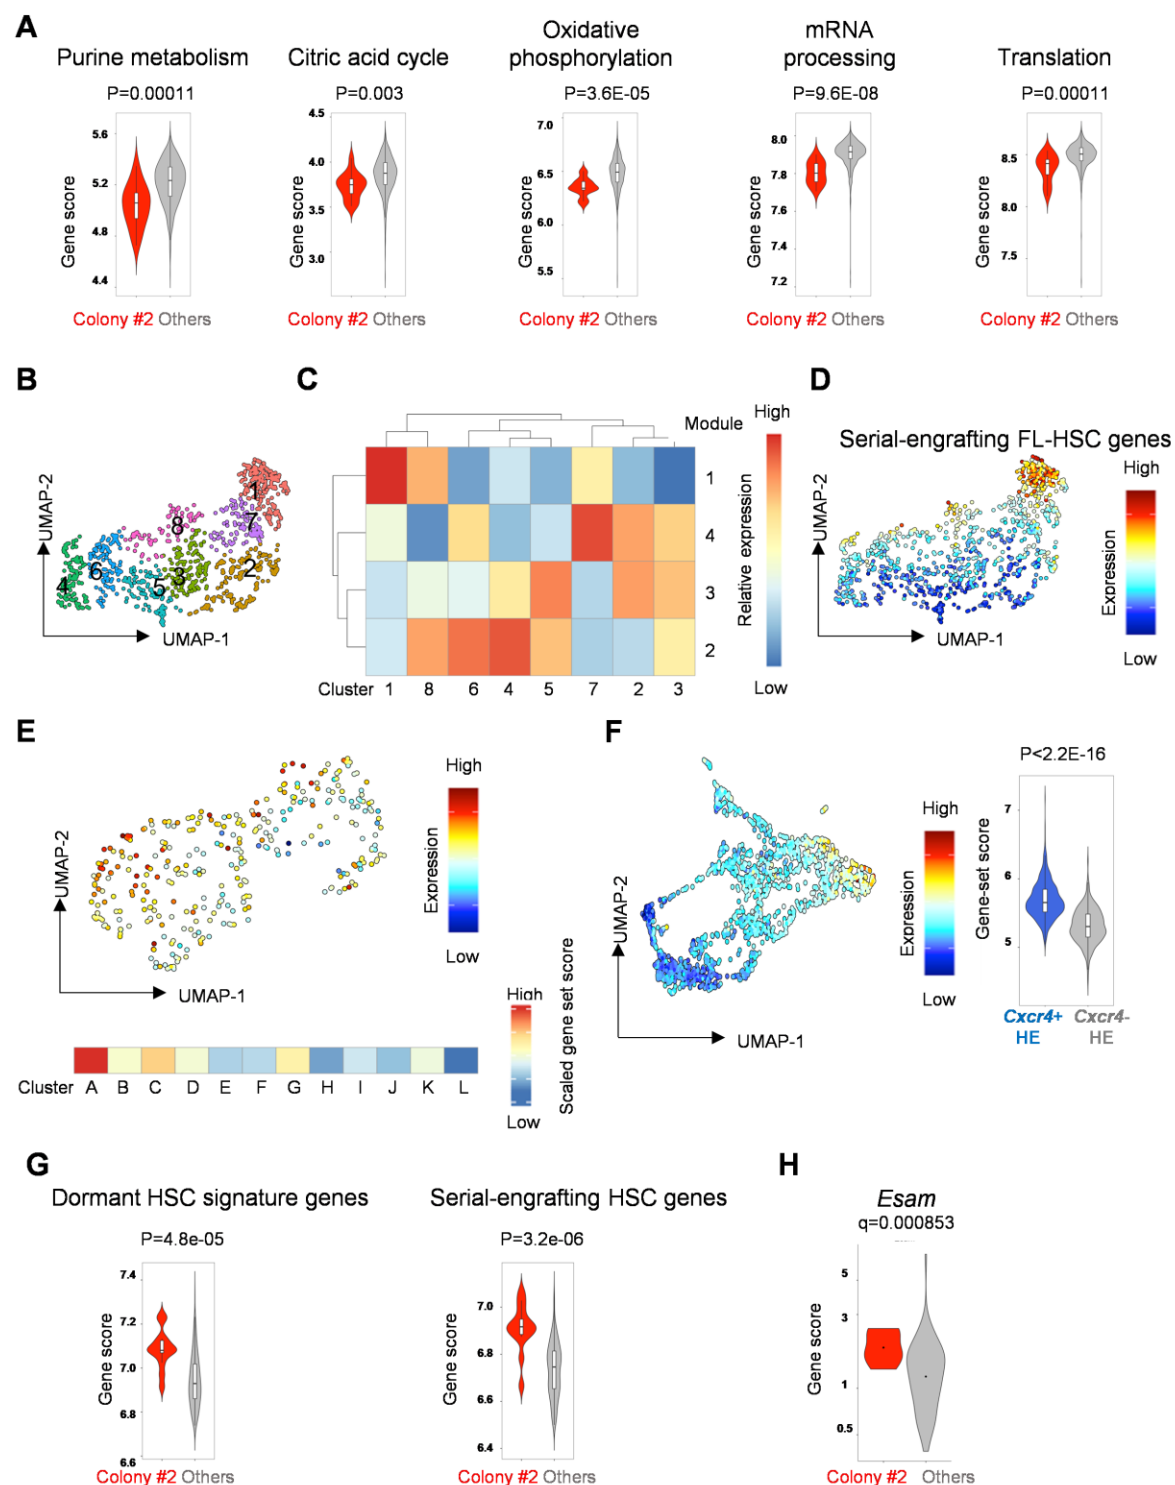 A
Purine metabolism
P=0.00011
Gene score
5.6
5.2
4.8
4.4
Colony #2 Others
Citric acid cycle
P=0.003
Gene score
4.5
4.0
3.5
3.0
Colony #2 Others
Oxidative
phosphorylation
P=3.6E-05
Gene score
7.0
6.5
6.0
5.5
Colony #2 Others
mRNA
processing
P=9.6E-08
Gene score
8.0
7.8
7.6
7.4
7.2
Colony #2 Others
Translation
P=0.00011
Gene score
8.5
8.0
7.5
Colony #2 Others
B
UMAP-2
1
7
8
2
3
6
5
4
UMAP-1
C
Module
1
4
3
2
Cluster 1 8 6 4 5 7 2 3
High
Relative expression
Low
D
Serial-engrafting FL-HSC genes
UMAP-2
UMAP-1
High
Expression
Low
E
UMAP-2
UMAP-1
High
Expression
Low
Cluster A B C D E F G H I J K L
High
Scaled gene set score
Low
F
UMAP-2
UMAP-1
High
Expression
Low
P<2.2E-16
Gene-set score
7
6
5
Cxcr4+ Cxcr4-
HE HE
G
Dormant HSC signature genes
P=4.8e-05
Gene score
7.4
7.2
7.0
6.8
6.6
Colony #2 Others
Serial-engrafting HSC genes
P=3.2e-06
Gene score
7.0
6.8
6.6
6.4
Colony #2 Others
H
Esam
q=0.000853
Gene score
5
3
1
0.5
Colony #2 Others